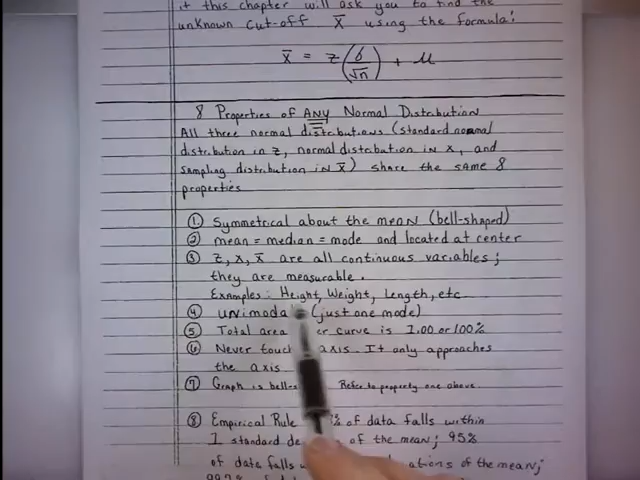 it this chapter will ask you to find the
unknown cut-off X̄ using the formula:
X̄ = z(σ/√n) + μ
8 Properties of ANY Normal Distribution
All three normal distributions (standard normal
distribution in z, normal distribution in x, and
sampling distribution in X̄) share the same 8
properties
① Symmetrical about the mean (bell-shaped)
② mean = median = mode and located at center
③ z, x, x̄ are all continuous variables;
they are measurable.
Examples: Height, Weight, Length, etc.
④ unimoda (just one mode)
⑤ Total area er curve is 1.00 or 100%
⑥ Never touch axis. It only approaches
the axis
⑦ Graph is bell-s Refer to property one above.
⑧ Empirical Rule % of data falls within
1 standard de of the mean; 95%
of data falls ations of the mean;